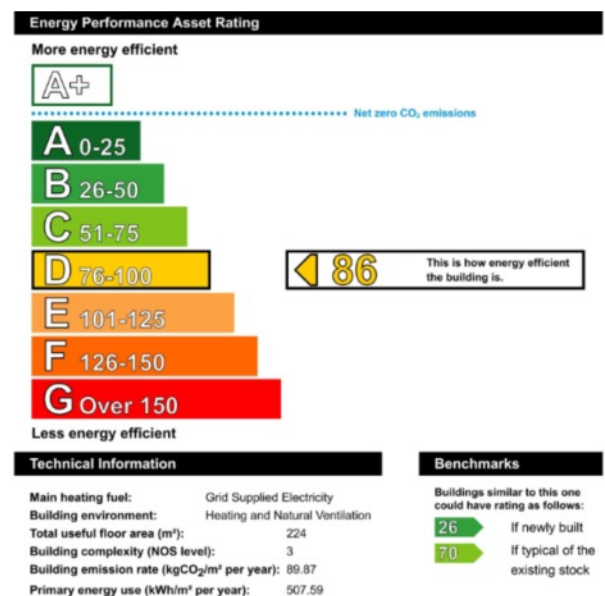 Energy Performance Asset Rating
More energy efficient
A+
Net zero CO₂ emissions
A 0-25
B 26-50
C 51-75
D 76-100
86 This is how energy efficient
the building is.
E 101-125
F 126-150
G Over 150
Less energy efficient
Technical Information
Main heating fuel: Grid Supplied Electricity
Building environment: Heating and Natural Ventilation
Total useful floor area (m²): 224
Building complexity (NOS level): 3
Building emission rate (kgCO₂/m² per year): 89.87
Primary energy use (kWh/m² per year): 507.59
Benchmarks
Buildings similar to this one
could have rating as follows:
26 If newly built
70 If typical of the
existing stock